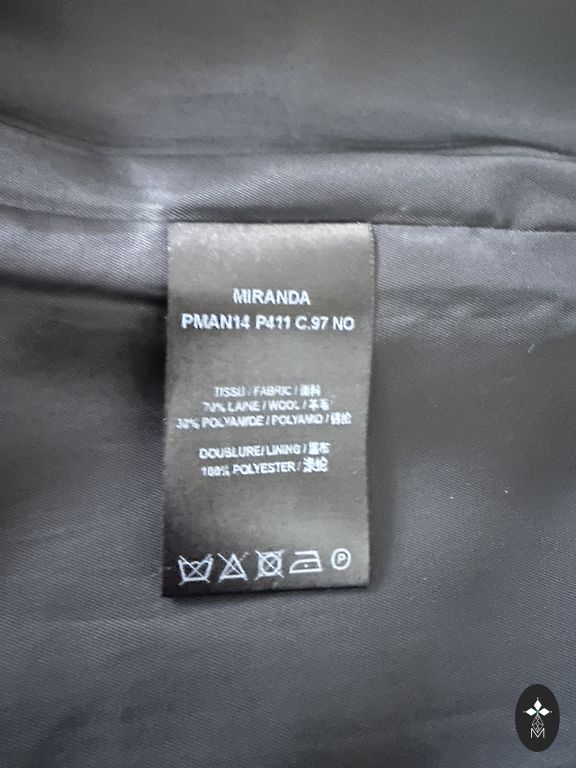 MIRANDA
PMAN14 P411 C.97 NO
TISSU / FABRIC / 面料
70% LAINE / WOOL / 羊毛
30% POLYAMIDE / POLYAMID / 锦纶
DOUBLURE / LINING / 里布
100% POLYESTER / 涤纶
P
M